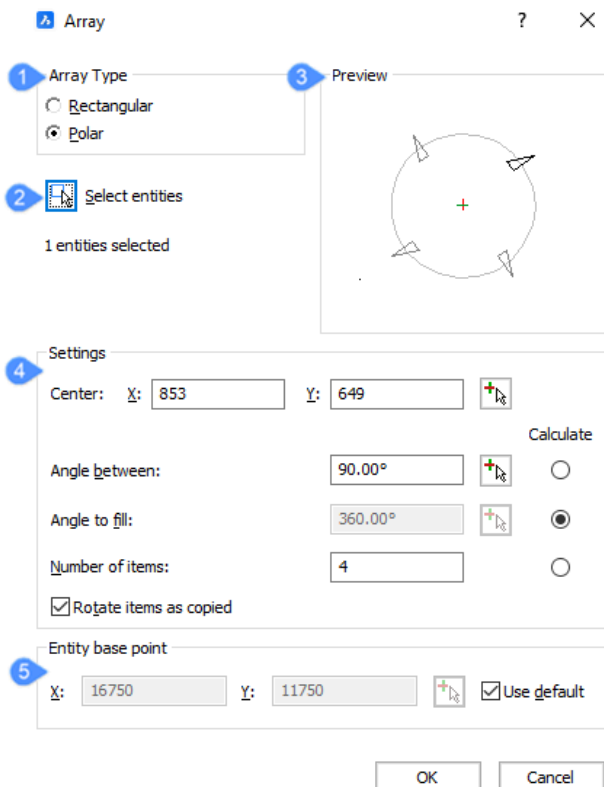 Array ? 
1 Array Type
Rectangular
Polar
2 Select entities
1 entities selected
3 Preview
4 Settings
Center: X: 853 Y: 649
Calculate
Angle between: 90.00°
Angle to fill: 360.00°
Number of items: 4
Rotate items as copied
Entity base point
5 X: 16750 Y: 11750 Use default
OK Cancel